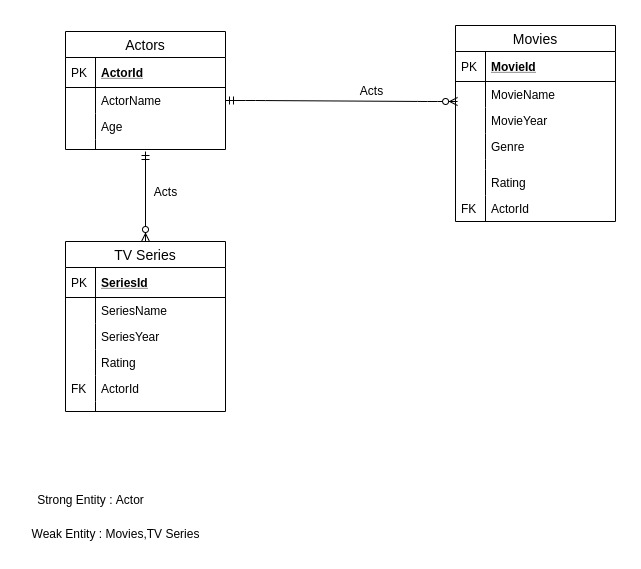 Actors
PK ActorId
ActorName
Age
Acts
Movies
PK MovieId
MovieName
MovieYear
Genre
Rating
FK ActorId
Acts
TV Series
PK SeriesId
SeriesName
SeriesYear
Rating
FK ActorId
Strong Entity : Actor
Weak Entity : Movies,TV Series